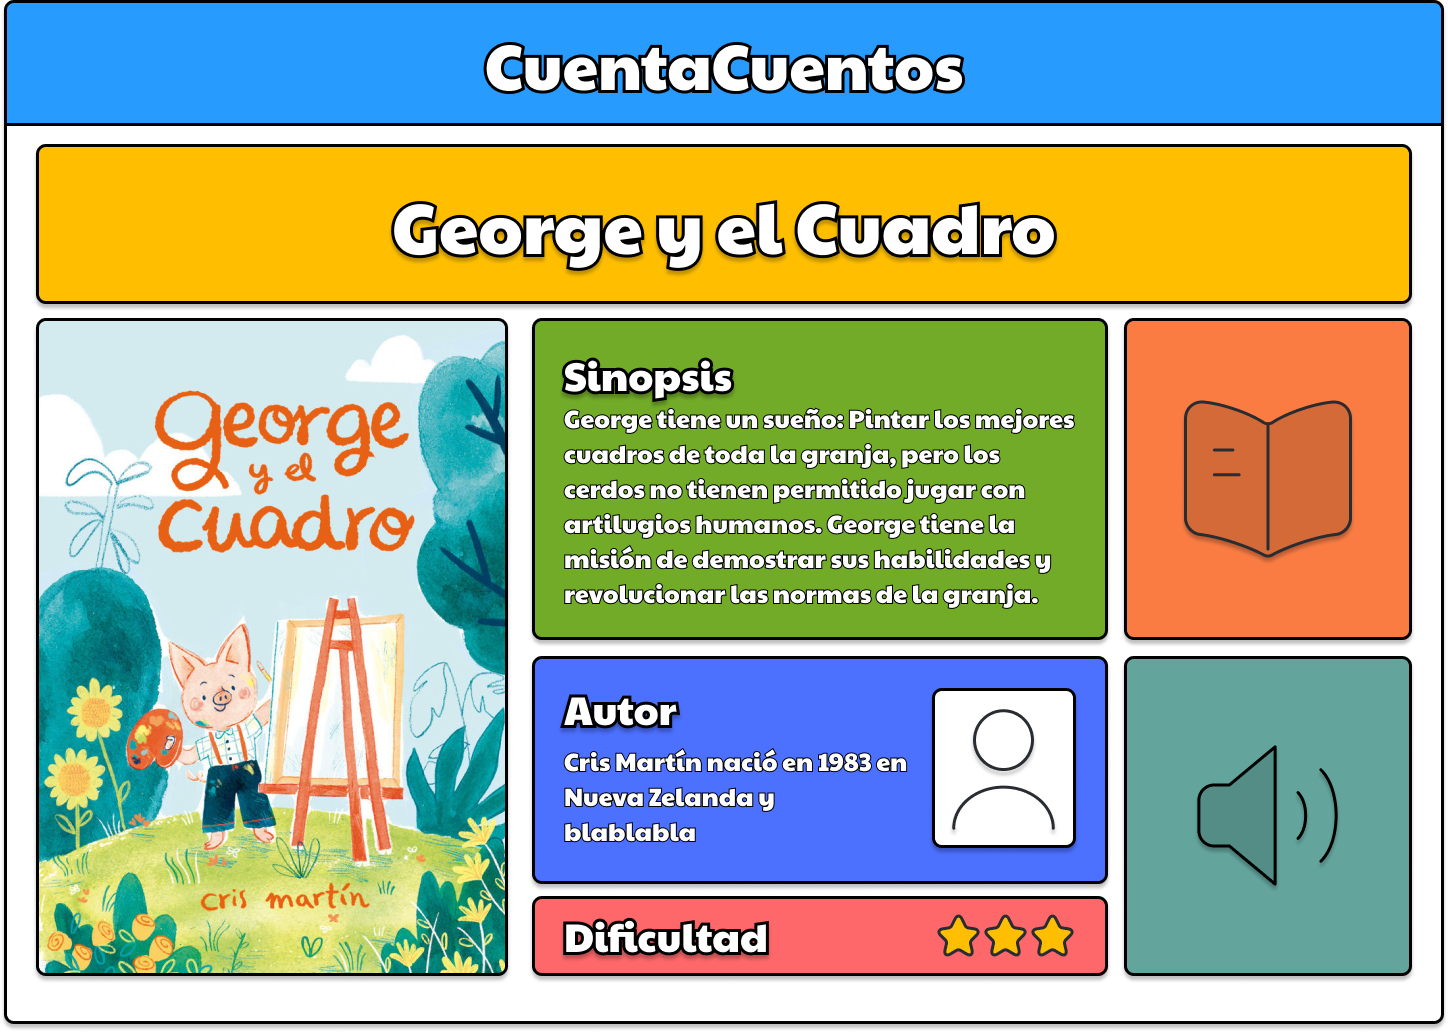 CuentaCuentos
George y el Cuadro
george
y el
cuadro
cris martín
Sinopsis
George tiene un sueño: Pintar los mejores
cuadros de toda la granja, pero los
cerdos no tienen permitido jugar con
artilugios humanos. George tiene la
misión de demostrar sus habilidades y
revolucionar las normas de la granja.
Autor
Cris Martín nació en 1983 en
Nueva Zelanda y
blablabla
Dificultad